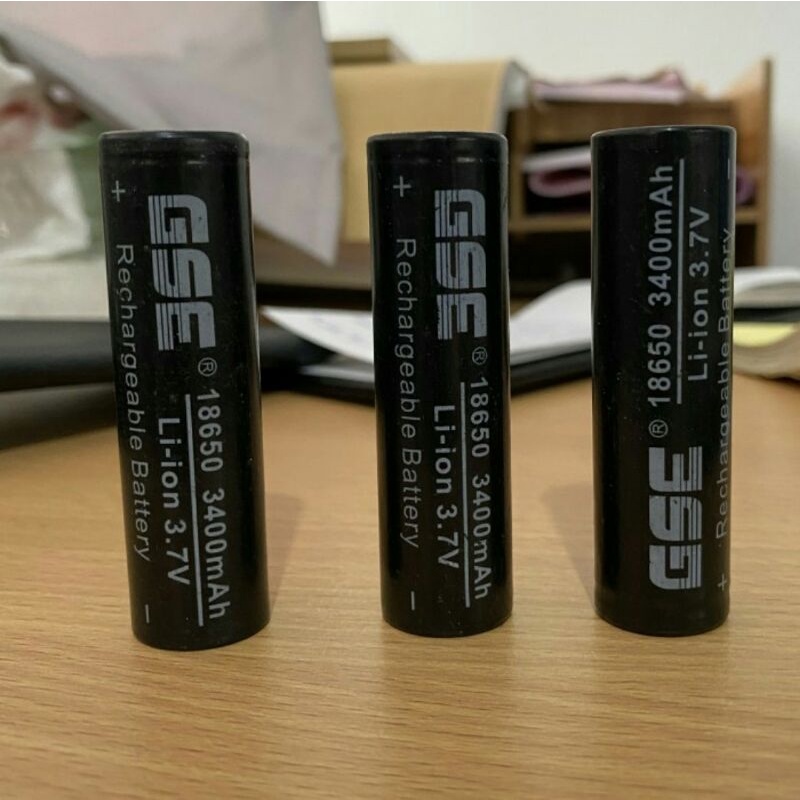 + GSE® 18650 3400mAh
Li-ion 3.7V
Rechargeable Battery -
+ GSE® 18650 3400mAh
Li-ion 3.7V
Rechargeable Battery -
GSE® 18650 3400mAh
Li-ion 3.7V
+ Rechargeable Battery -